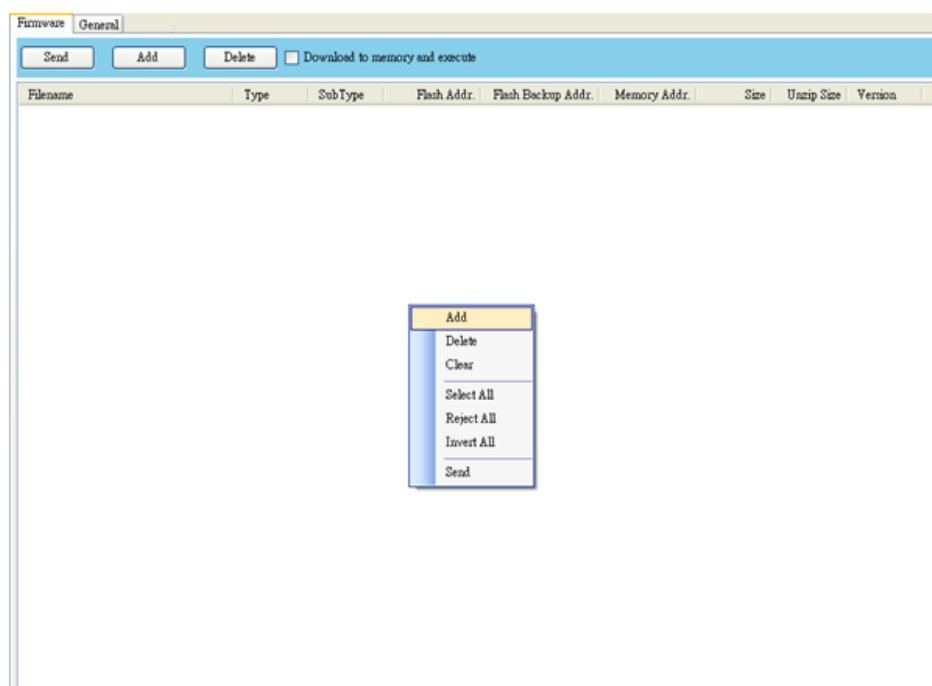 Firmware General
Send Add Delete Download to memory and execute
Filename Type SubType Flash Addr. Flash Backup Addr. Memory Addr. Size Unzip Size Version
Add
Delete
Clear
Select All
Reject All
Invert All
Send